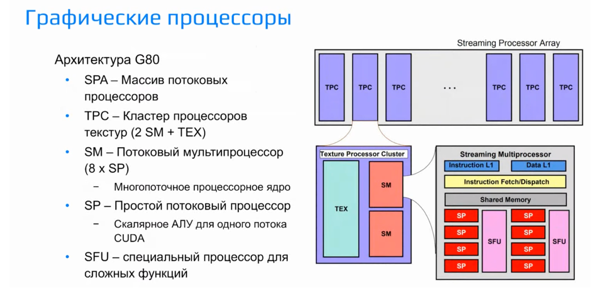 Графические процессоры
Архитектура G80
• SPA – Массив потоковых
процессоров
• TPC – Кластер процессоров
текстур (2 SM + TEX)
• SM – Потоковый мультипроцессор
(8 x SP)
– Многопоточное процессорное ядро
• SP – Простой потоковый процессор
– Скалярное АЛУ для одного потока
CUDA
• SFU – специальный процессор для
сложных функций
Streaming Processor Array
TPC TPC TPC ... TPC TPC TPC
Texture Processor Cluster
TEX
SM
SM
Streaming Multiprocessor
Instruction L1 Data L1
Instruction Fetch/Dispatch
Shared Memory
SP SP
SP SP
SFU SFU
SP SP
SP SP